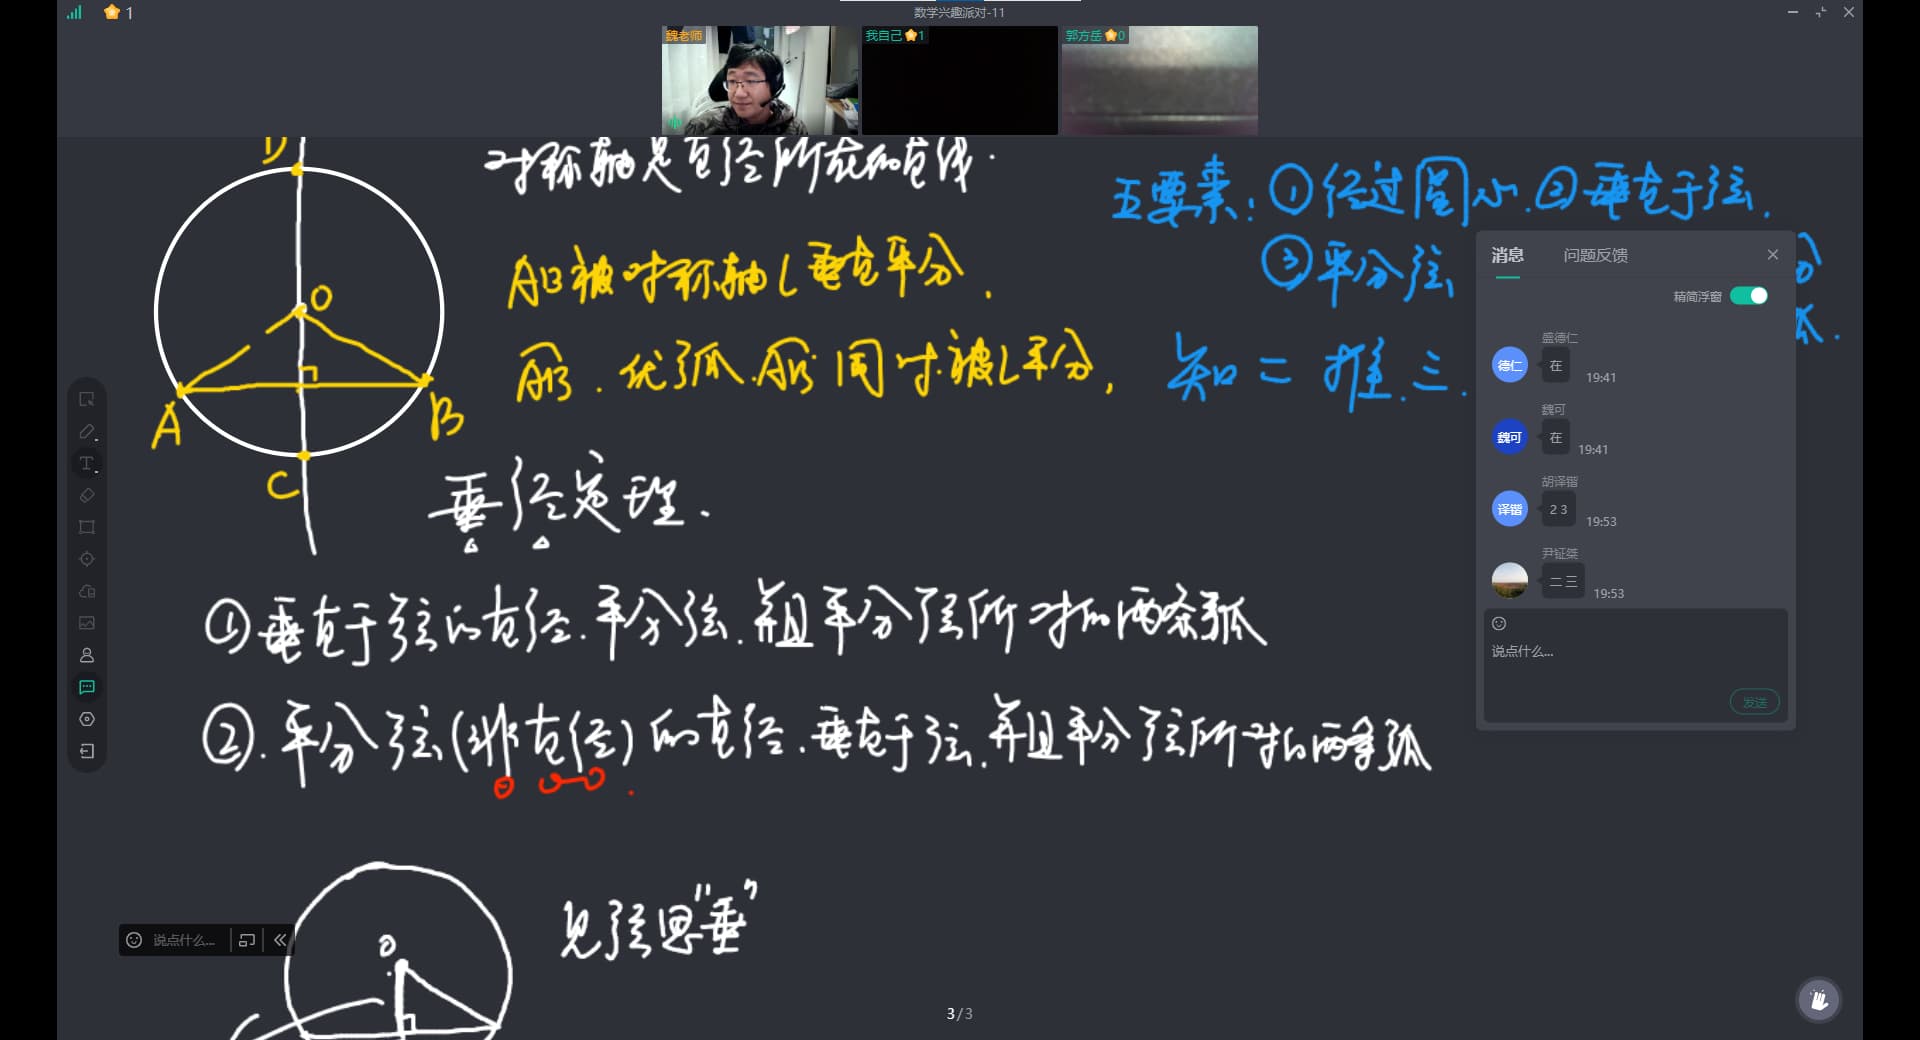 1
数学兴趣派对-11
魏老师
我自己 1
郭方岳 0
D
对称轴是直径所在的直线.
五要素:①经过圆心.②垂直于弦.
③平分弦
分
弧.
AB被对称轴L垂直平分.
AB.优弧.AB同时.被L平分,
知二推.三.
O
A
B
C
垂径定理.
①垂直于弦的直径.平分弦.并且平分弦所对的两条弧
②.平分弦(非直径)的直径.垂直于弦.并且平分弦所对的两条弧
见弦思"垂"
O
消息 问题反馈
精简浮窗
盛德仁
德仁 在 19:41
魏可
魏可 在 19:41
胡译锴
译锴 2 3 19:53
尹钲桀
二 三 19:53
说点什么...
发送
说点什么...
3/3